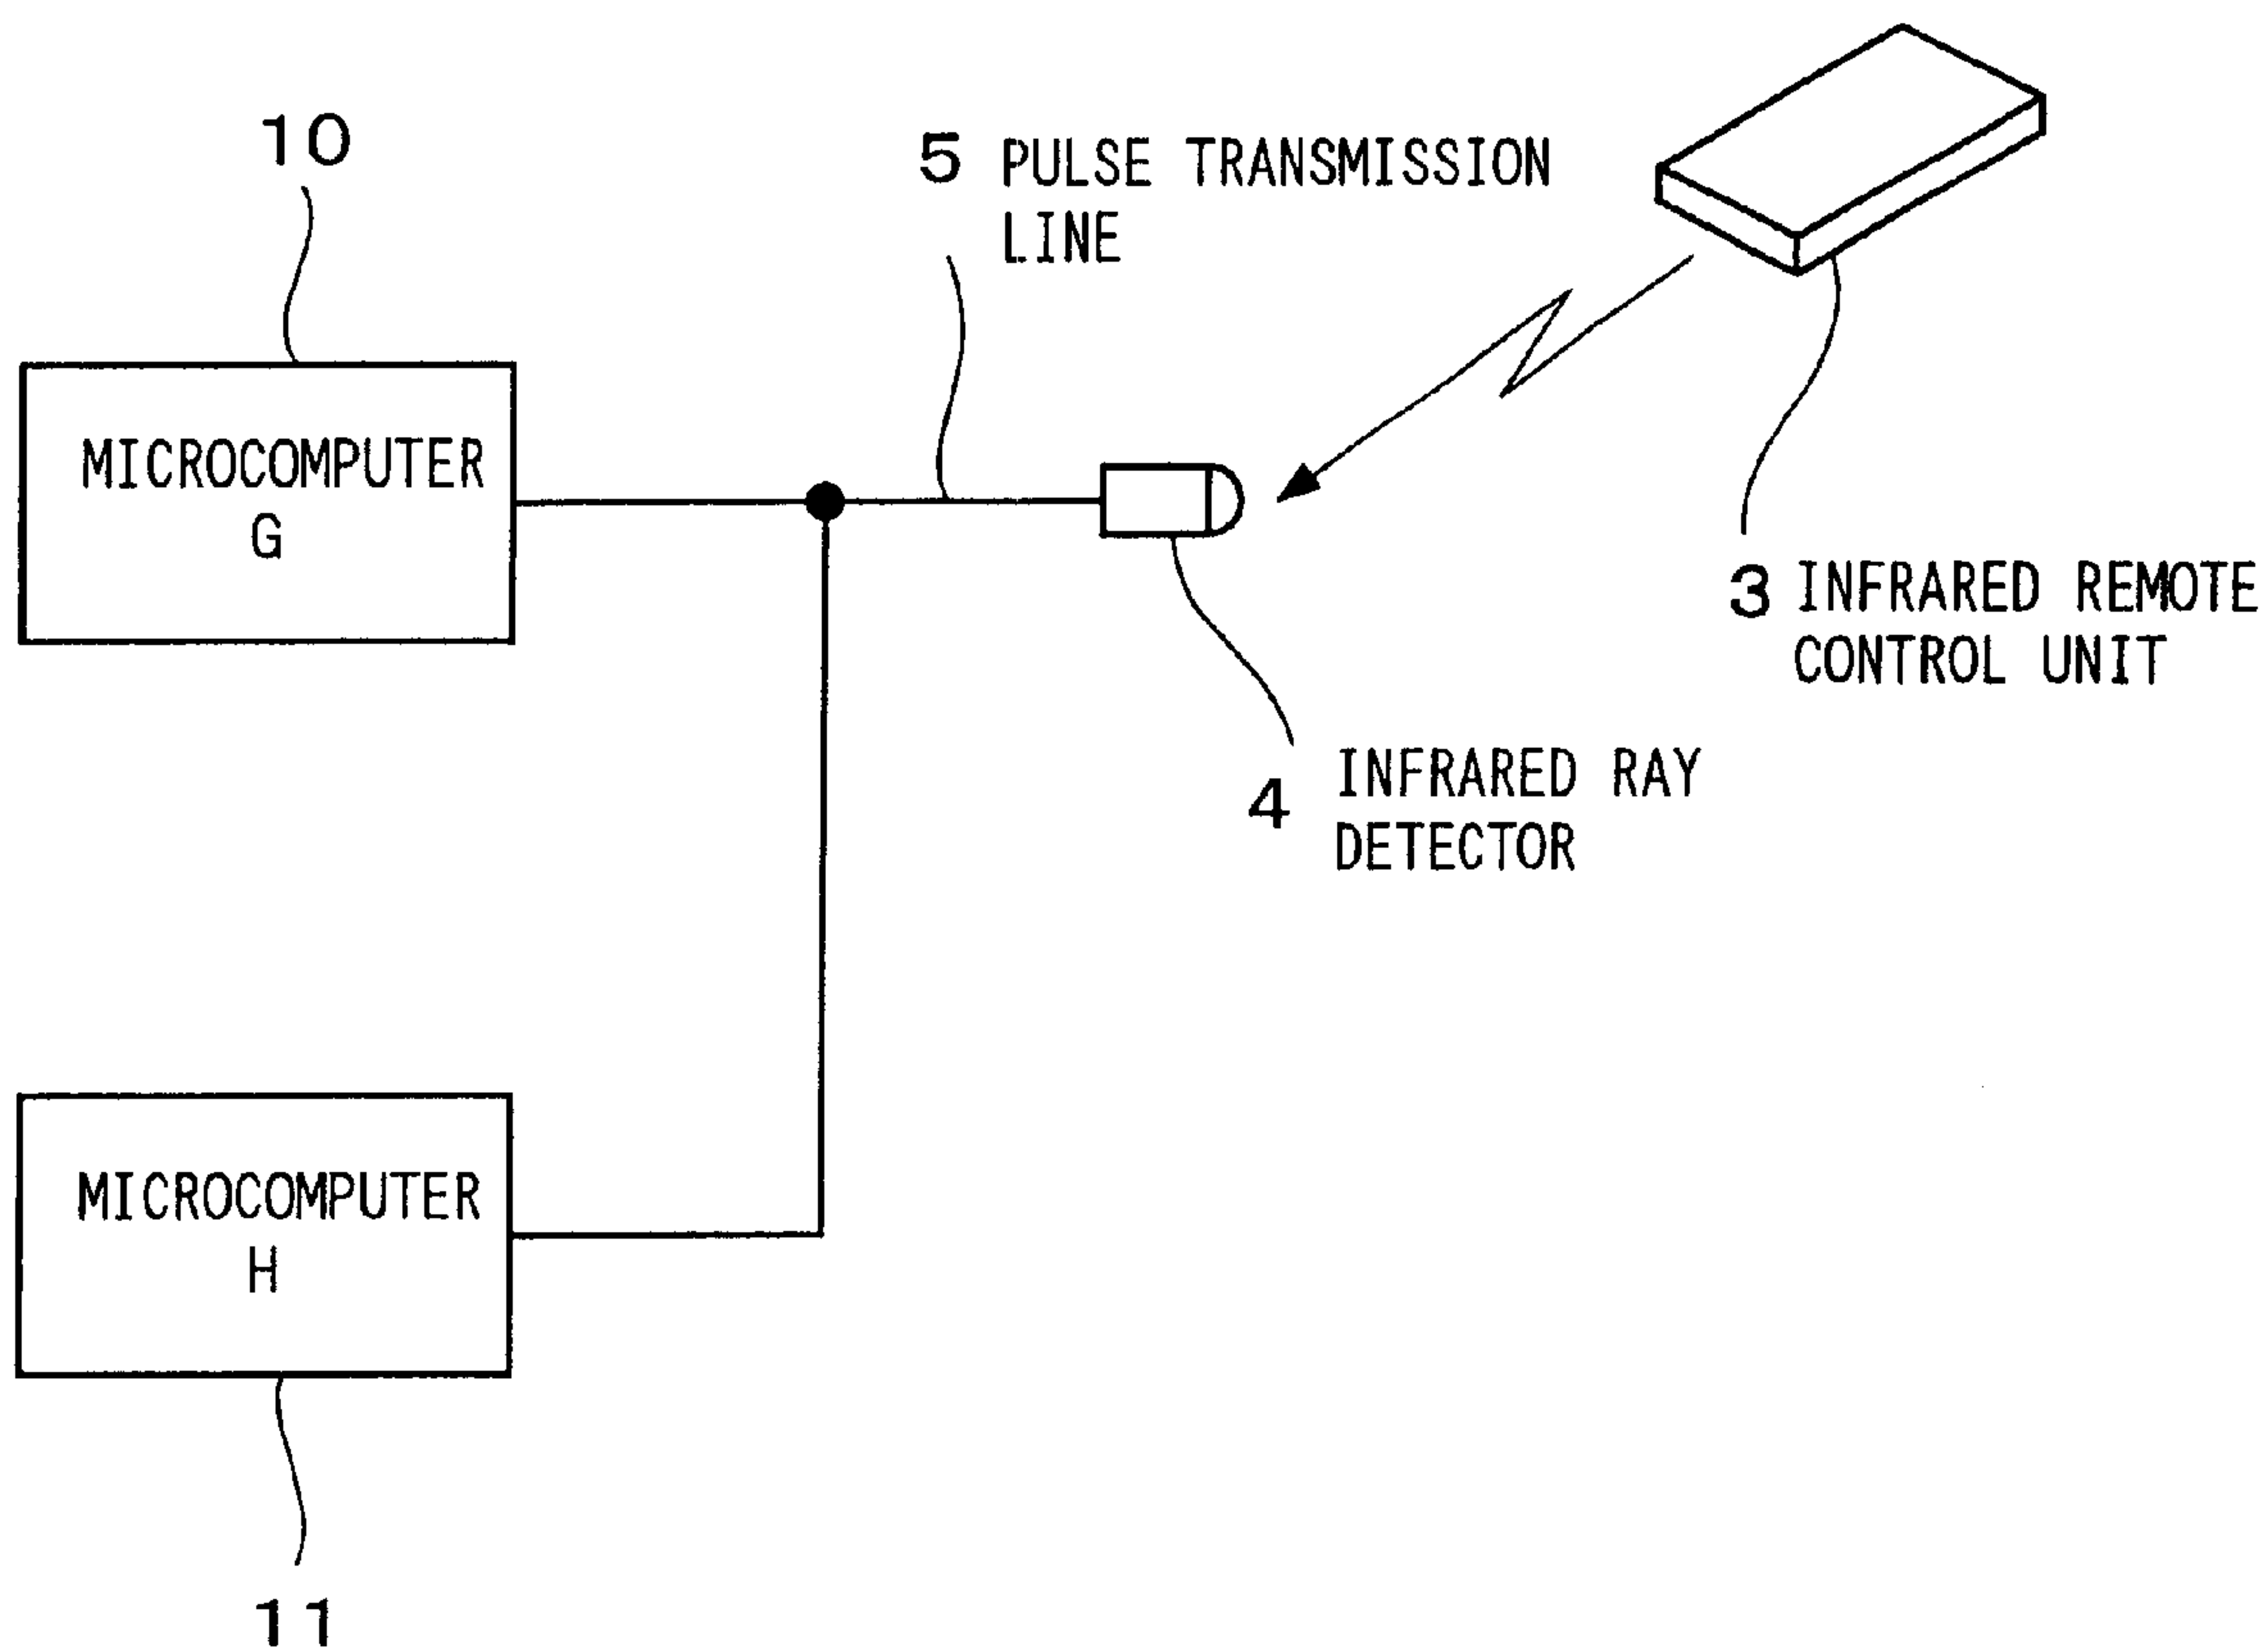 10
5 PULSE TRANSMISSION
LINE
MICROCOMPUTER
G
3 INFRARED REMOTE
CONTROL UNIT
4 INFRARED RAY
DETECTOR
MICROCOMPUTER
H
11